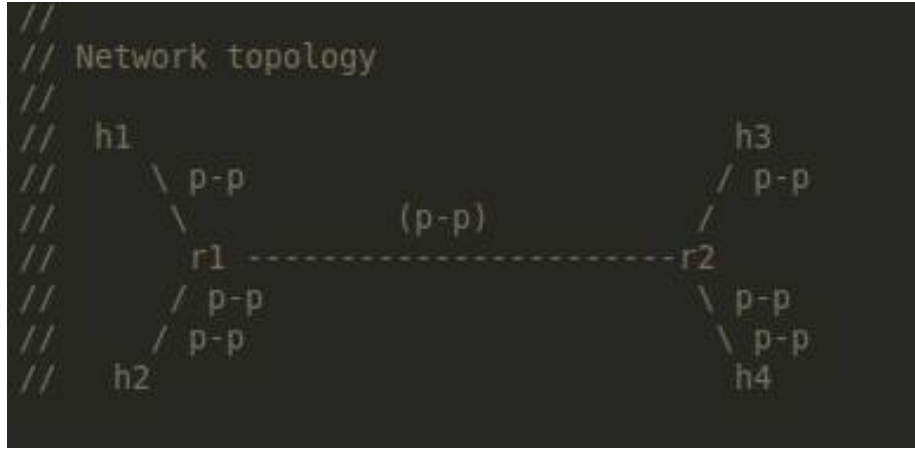 //
// Network topology
//
//  h1                                h3
//     \ p-p                         / p-p
//      \           (p-p)           /
//       r1 -----------------------r2
//      / p-p                       \ p-p
//     / p-p                         \ p-p
//   h2                               h4